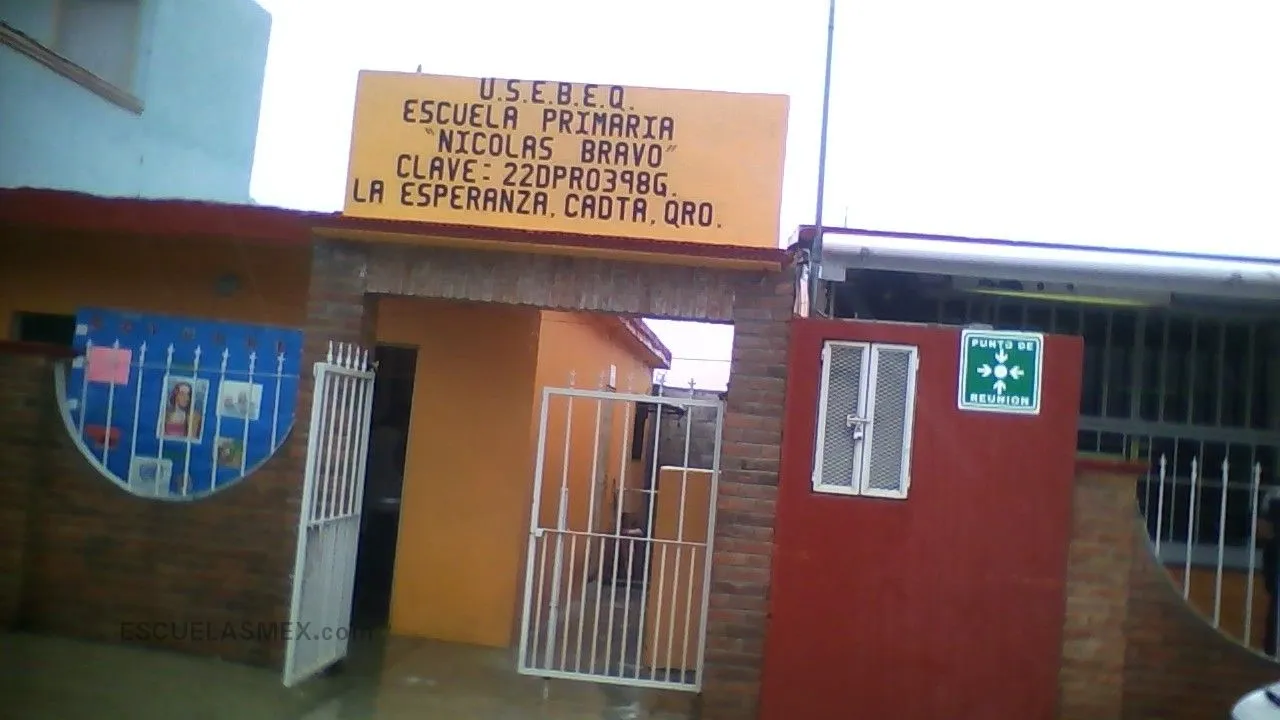 U.S.E.B.E.Q.
ESCUELA PRIMARIA
"NICOLAS BRAVO"
CLAVE: 22DPR0398G.
LA ESPERANZA, CADTA, QRO.
PUNTO DE
REUNION
ESCUELASMEX.com